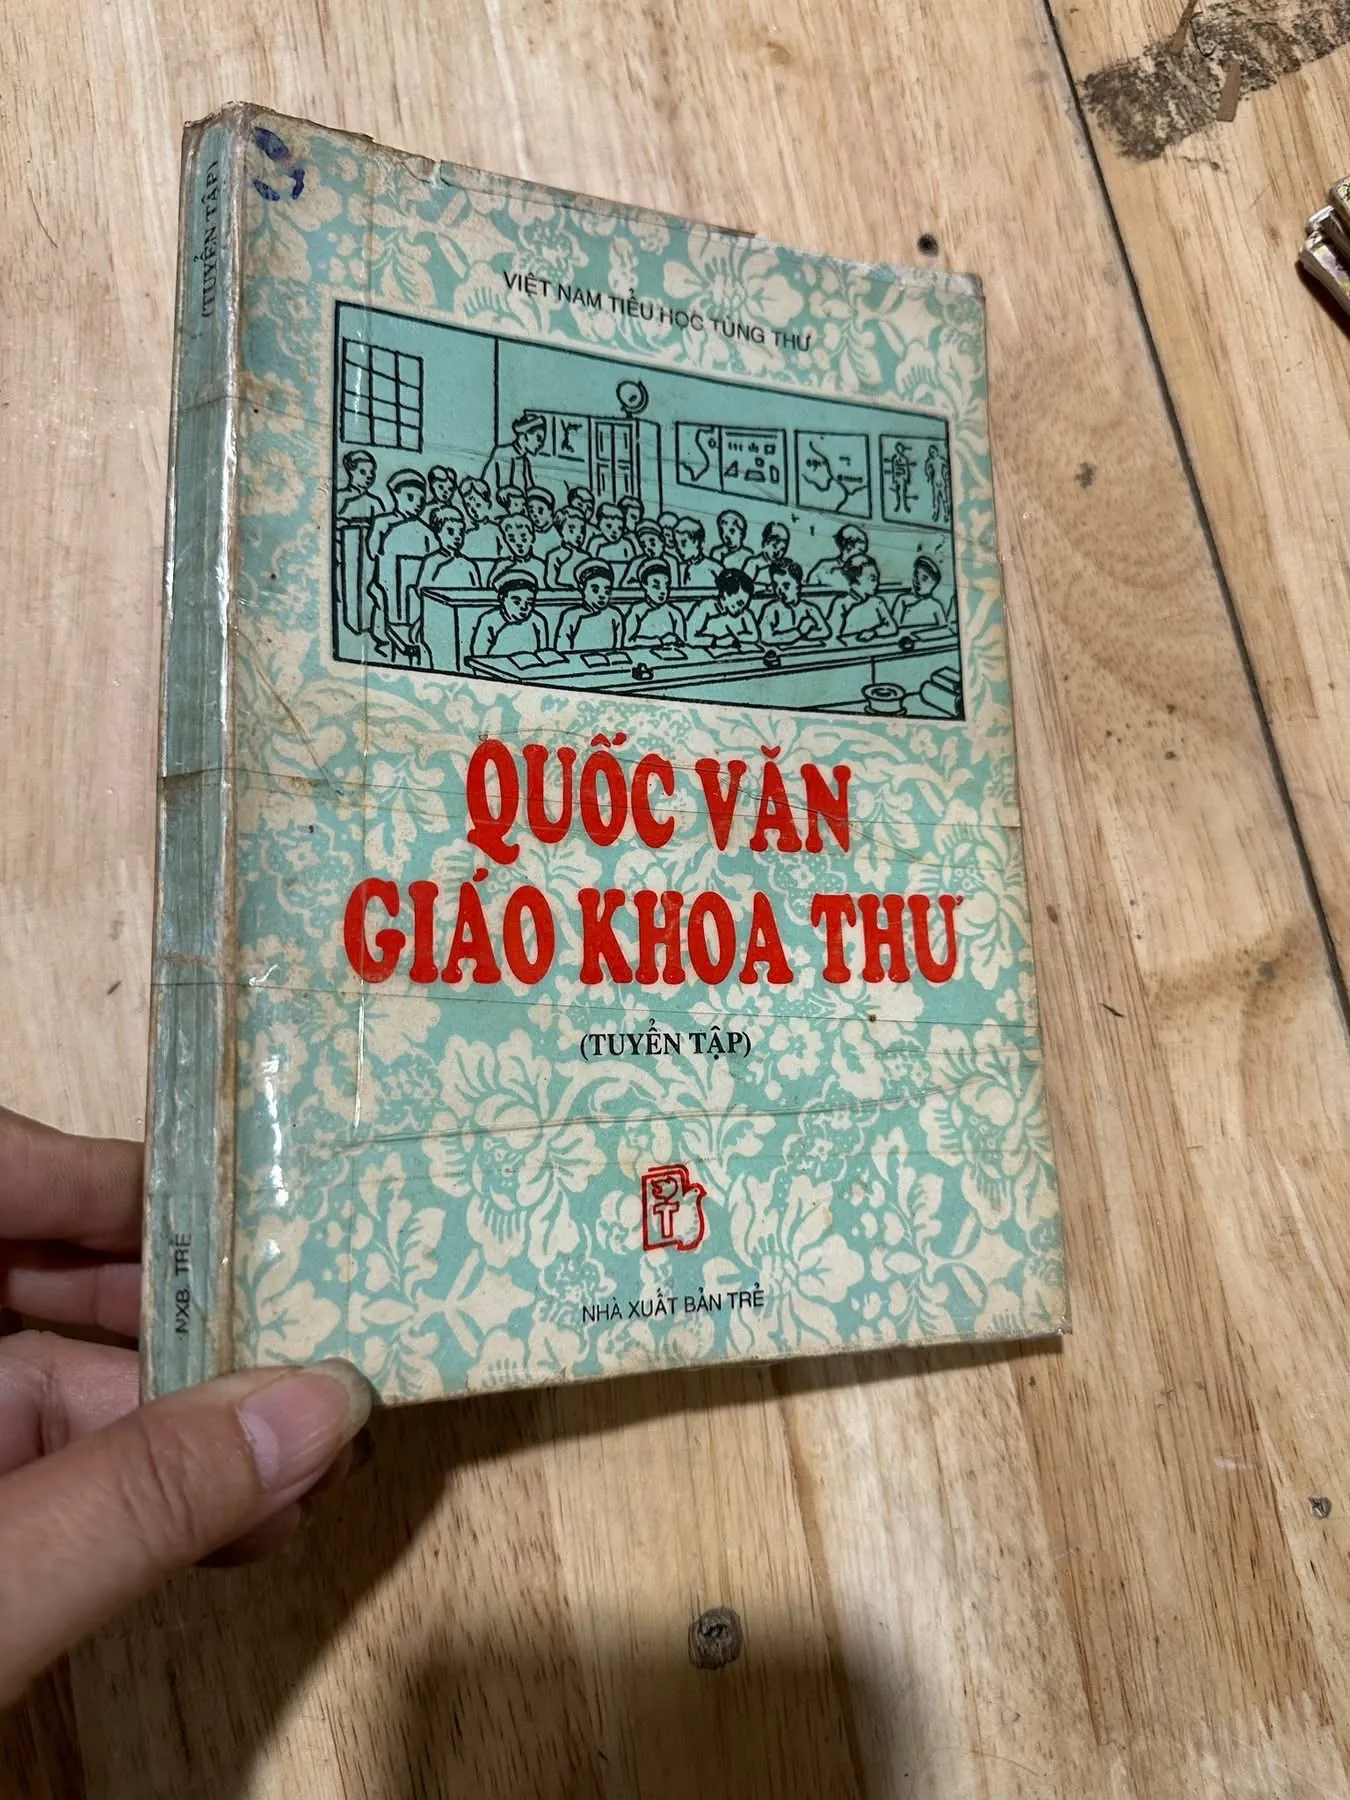 VIỆT NAM TIỂU HỌC TÙNG THƯ
QUỐC VĂN
GIÁO KHOA THƯ
(TUYỂN TẬP)
T
NHÀ XUẤT BẢN TRẺ
(TUYỂN TẬP)
NXB. TRẺ